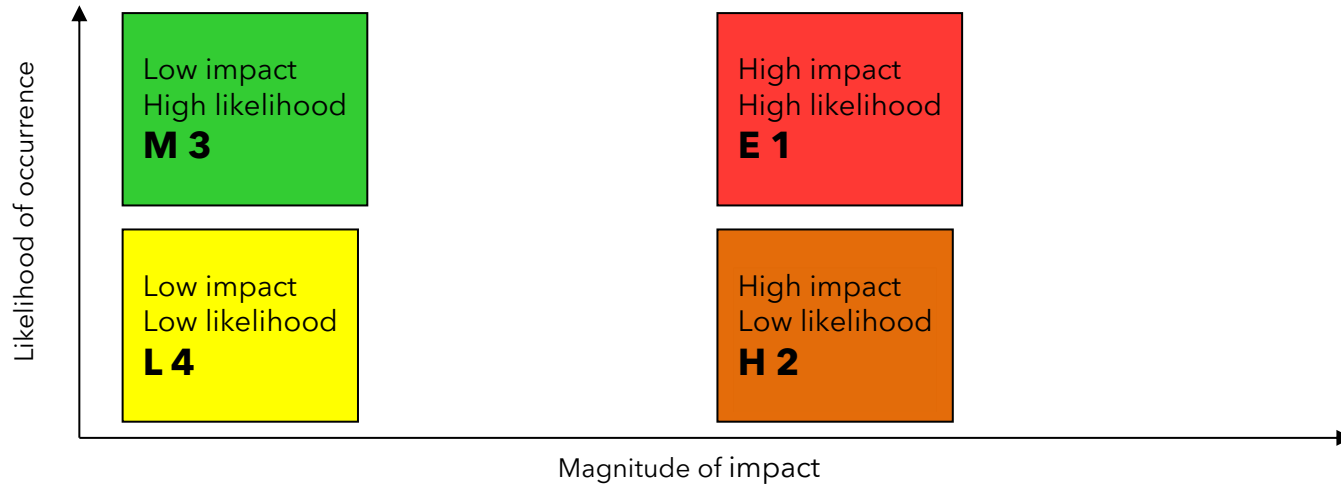 Likelihood of occurrence
Low impact
High likelihood
M 3
High impact
High likelihood
E 1
Low impact
Low likelihood
L 4
High impact
Low likelihood
H 2
Magnitude of impact